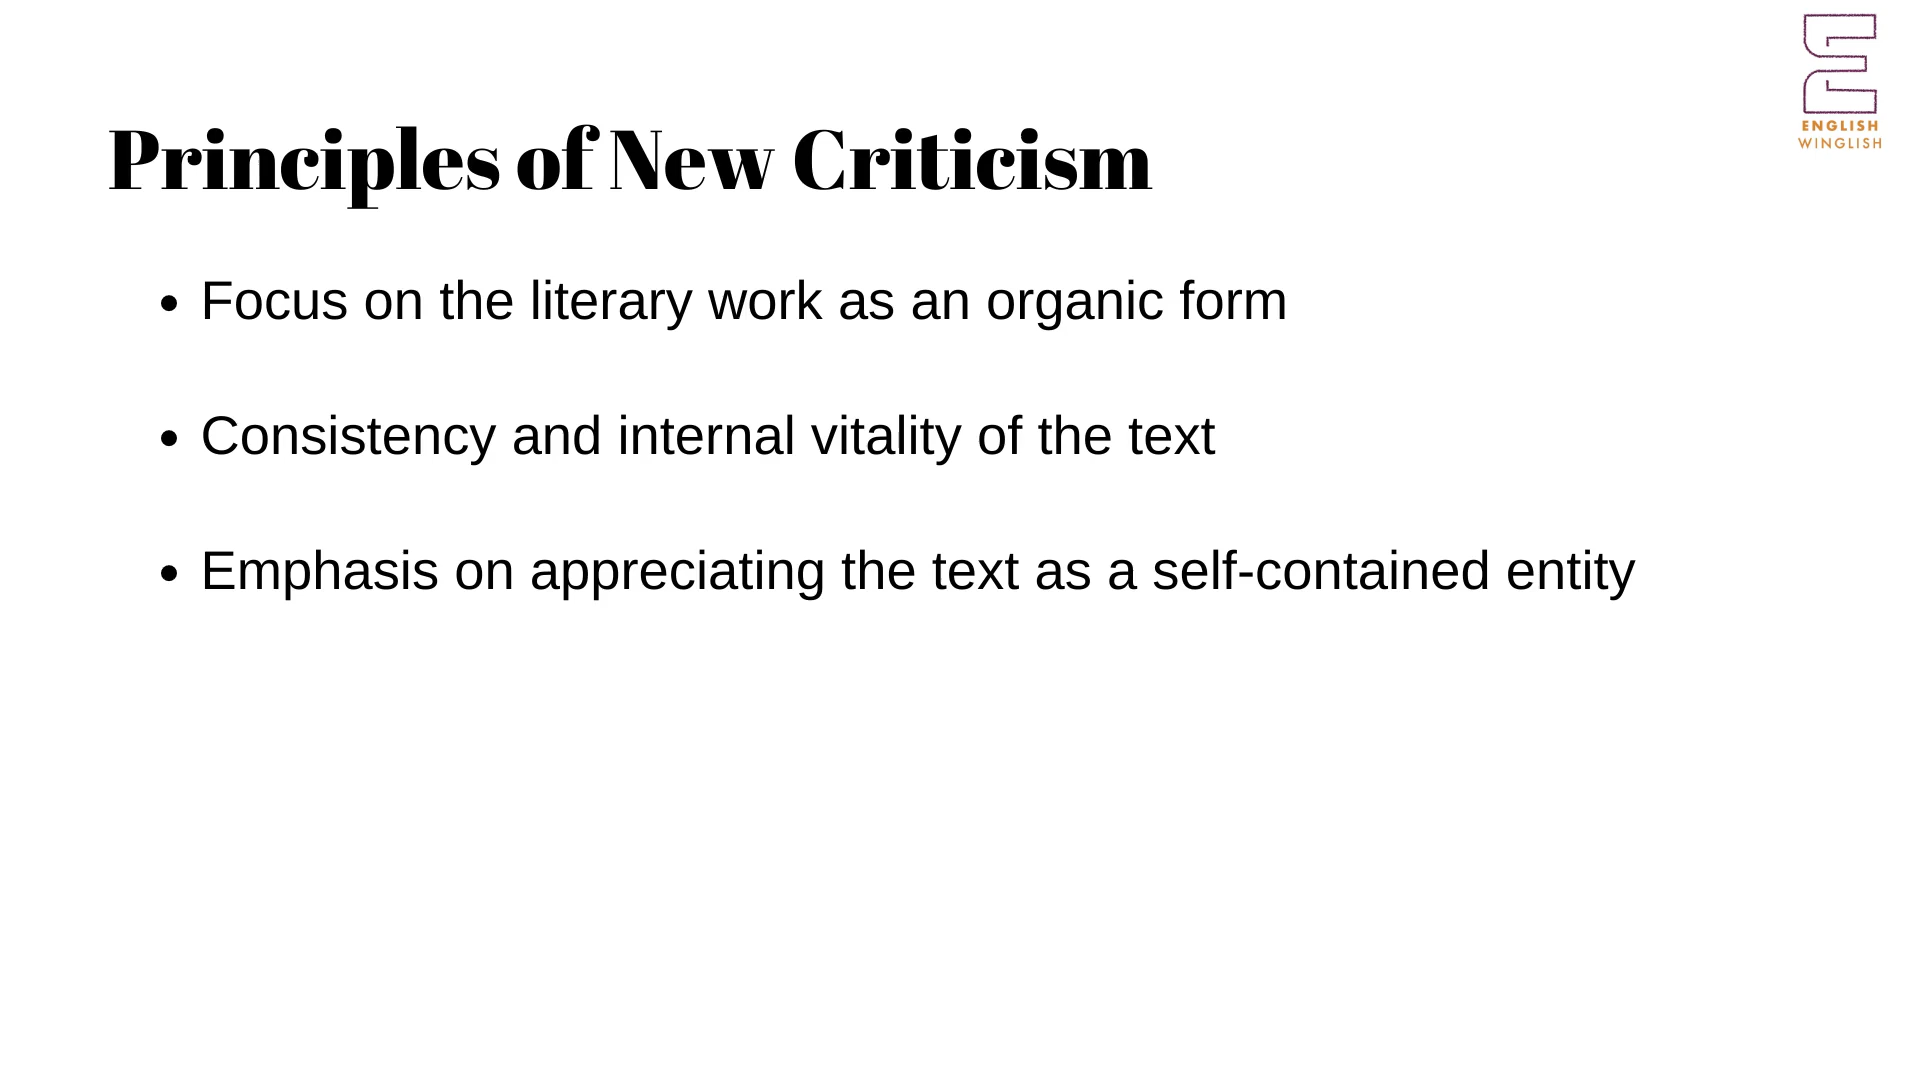 ENGLISH
WINGLISH
Principles of New Criticism
• Focus on the literary work as an organic form
• Consistency and internal vitality of the text
• Emphasis on appreciating the text as a self-contained entity